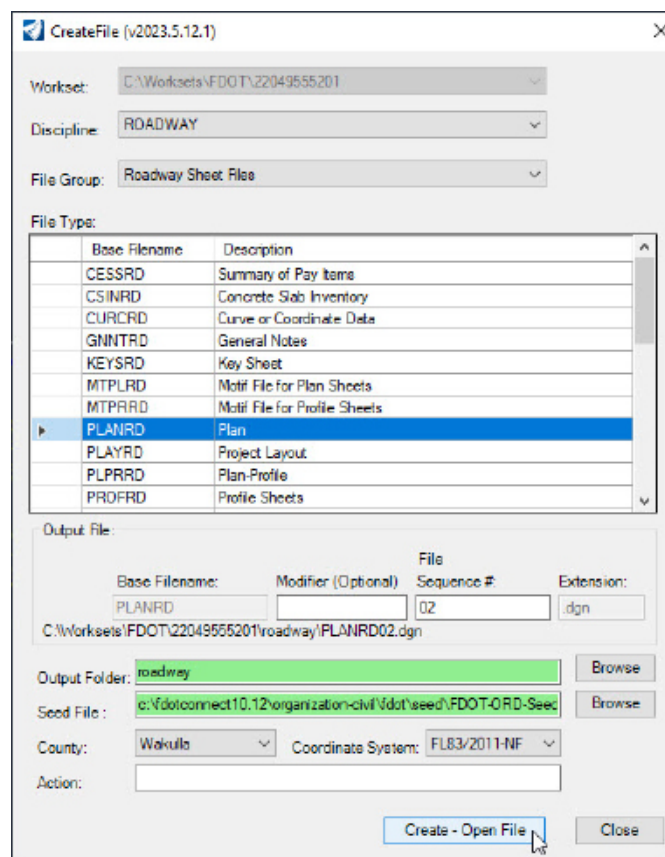 CreateFile (v2023.5.12.1)
Workset: C:\Worksets\FDOT\22049555201
Discipline: ROADWAY
File Group: Roadway Sheet Files
File Type:
Base Filename Description
CESSRD Summary of Pay Items
CSINRD Concrete Slab Inventory
CURCRD Curve or Coordinate Data
GNNTRD General Notes
KEYSRD Key Sheet
MTPLRD Motif File for Plan Sheets
MTPRRD Motif File for Profile Sheets
PLANRD Plan
PLAYRD Project Layout
PLPRRD Plan-Profile
PROFRD Profile Sheets
Output File:
File
Base Filename: Modifier (Optional) Sequence #: Extension:
PLANRD 02 .dgn
C:\Worksets\FDOT\22049555201\roadway\PLANRD02.dgn
Output Folder: roadway Browse
Seed File : c:\fdotconnect10.12\organization-civil\fdot\seed\FDOT-ORD-Seed Browse
County: Wakulla Coordinate System: FL83/2011-NF
Action:
Create - Open File Close